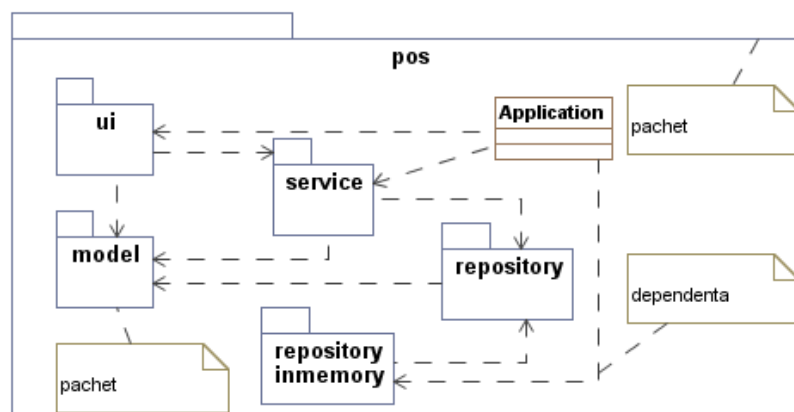 pos
Application
ui
pachet
service
model
repository
dependenta
repository
inmemory
pachet